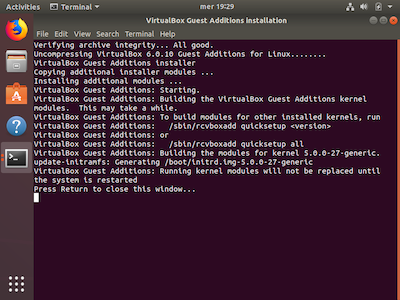 Activities
Terminal
mer 19:29
VirtualBox Guest Additions installation
File Edit View Search Terminal Help
Verifying archive integrity... All good.
Uncompressing VirtualBox 6.0.10 Guest Additions for Linux........
VirtualBox Guest Additions installer
Copying additional installer modules ...
Installing additional modules ...
VirtualBox Guest Additions: Starting.
VirtualBox Guest Additions: Building the VirtualBox Guest Additions kernel
modules.  This may take a while.
VirtualBox Guest Additions: To build modules for other installed kernels, run
VirtualBox Guest Additions:   /sbin/rcvboxadd quicksetup <version>
VirtualBox Guest Additions: or
VirtualBox Guest Additions:   /sbin/rcvboxadd quicksetup all
VirtualBox Guest Additions: Building the modules for kernel 5.0.0-27-generic.
update-initramfs: Generating /boot/initrd.img-5.0.0-27-generic
VirtualBox Guest Additions: Running kernel modules will not be replaced until
the system is restarted
Press Return to close this window...